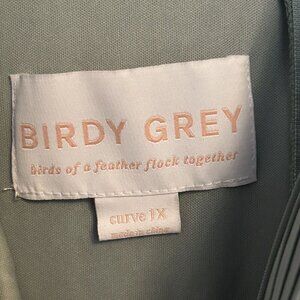 BIRDY GREY
birds of a feather flock together
curve 1X
made in china